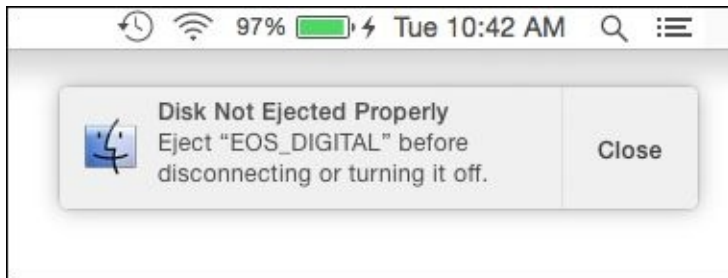 97% Tue 10:42 AM
Disk Not Ejected Properly
Eject “EOS_DIGITAL” before
disconnecting or turning it off.
Close